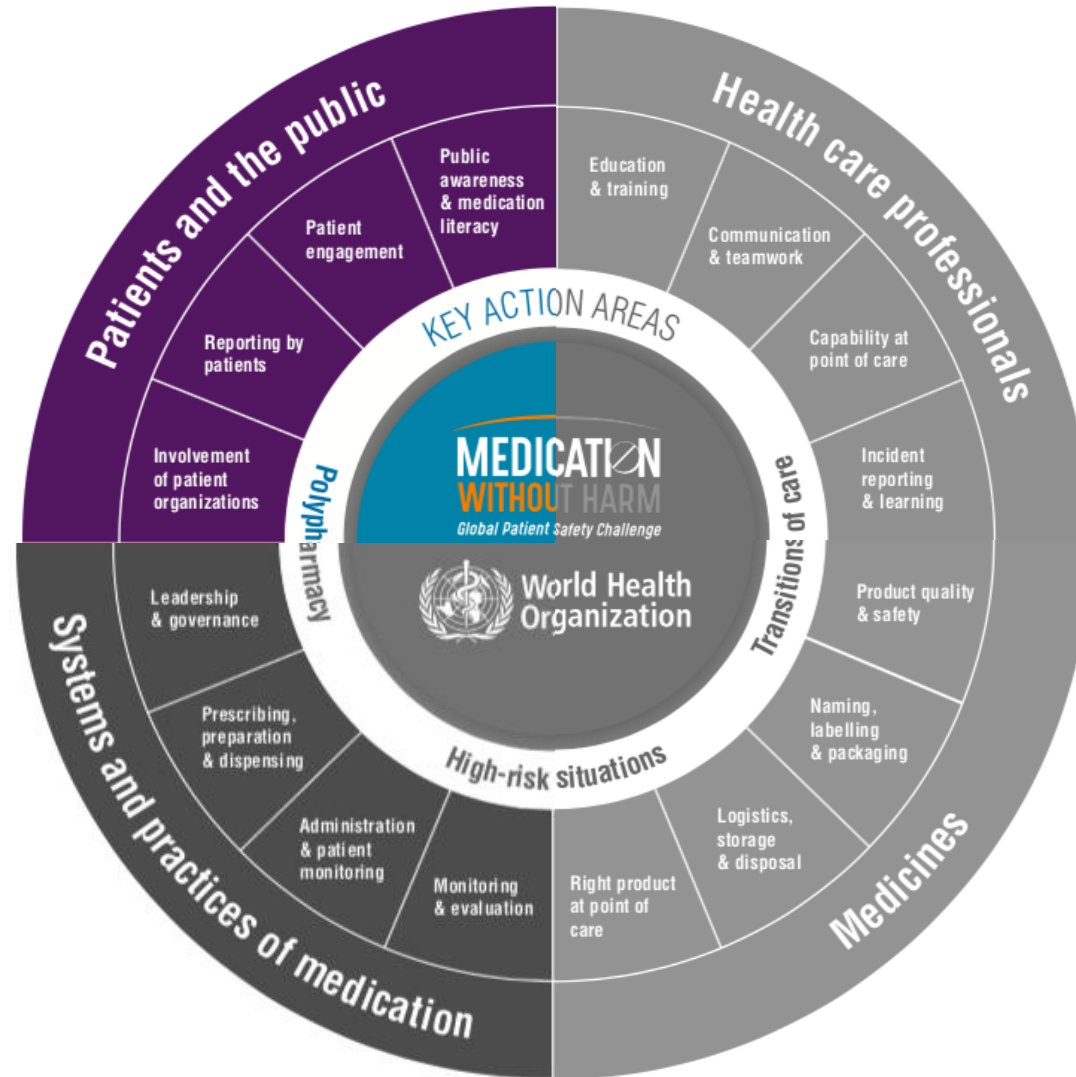 Patients and the public
Public
awareness
& medication
literacy
Patient
engagement
Reporting by
patients
Involvement
of patient
organizations
Health care professionals
Education
& training
Communication
& teamwork
Capability at
point of care
Incident
reporting
& learning
Medicines
Product quality
& safety
Naming,
labelling
& packaging
Logistics,
storage
& disposal
Right product
at point of
care
Systems and practices of medication
Leadership
& governance
Prescribing,
preparation
& dispensing
Administration
& patient
monitoring
Monitoring
& evaluation
KEY ACTION AREAS
Polypharmacy
Transitions of care
High-risk situations
MEDICATION
WITHOUT HARM
Global Patient Safety Challenge
World Health
Organization